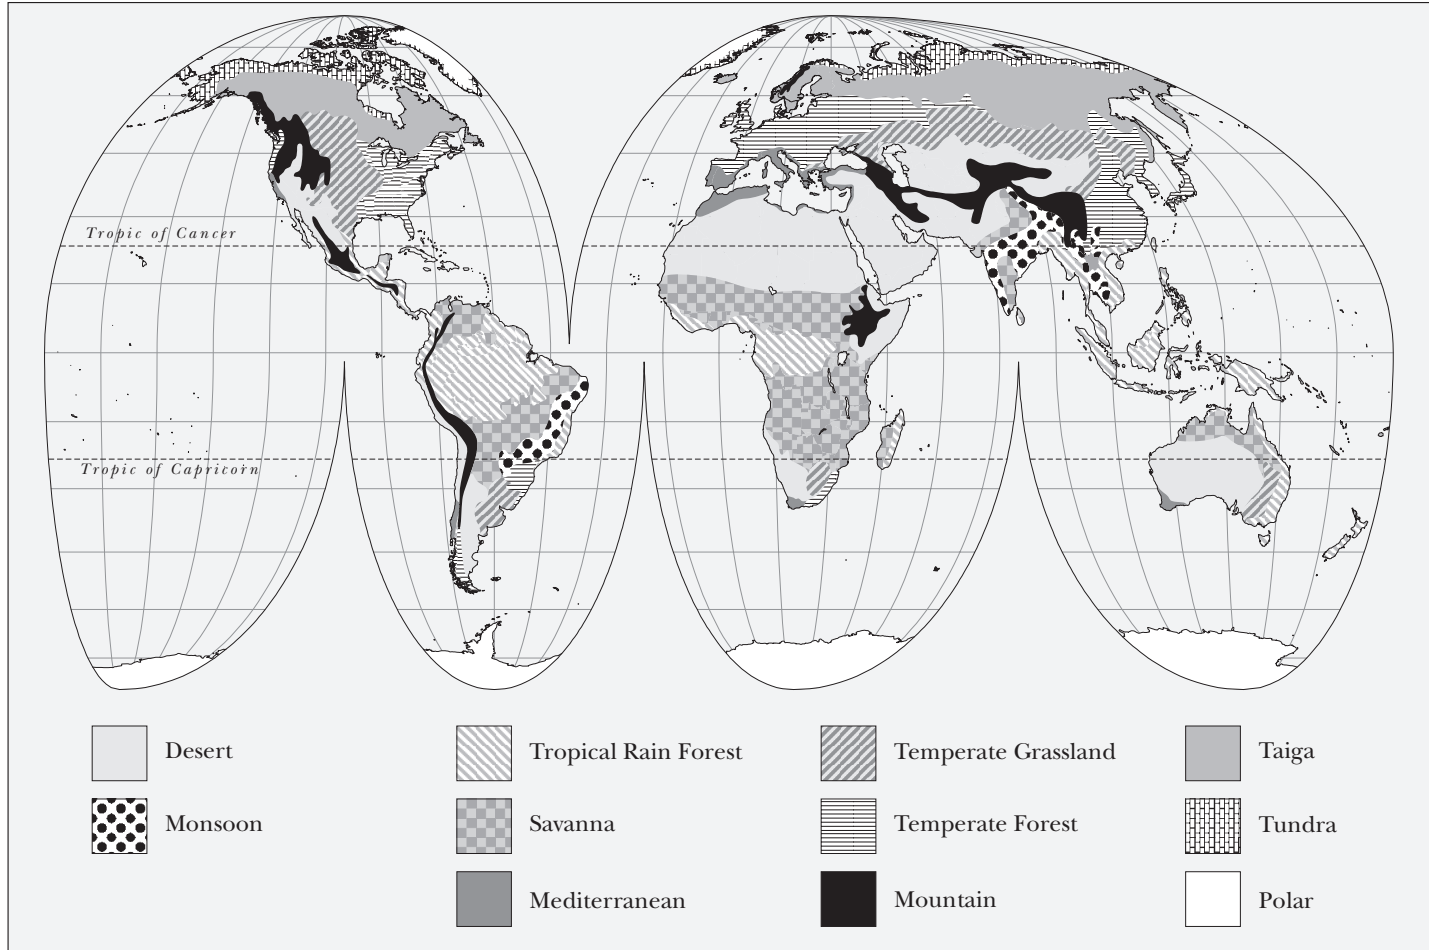 Tropic of Cancer
Tropic of Capricorn
Desert
Tropical Rain Forest
Temperate Grassland
Taiga
Monsoon
Savanna
Temperate Forest
Tundra
Mediterranean
Mountain
Polar